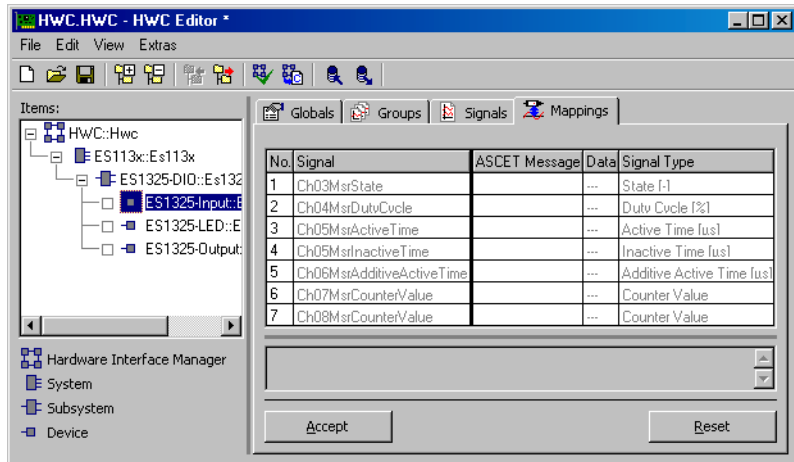 HWC.HWC - HWC Editor *
File Edit View Extras
Items:
HWC::Hwc
ES113x::Es113x
ES1325-DIO::Es132
ES1325-Input::E
ES1325-LED::E
ES1325-Output:
Hardware Interface Manager
System
Subsystem
Device
Globals Groups Signals Mappings
No. Signal ASCET Message Data Signal Type
1 Ch03MsrState --- State [-]
2 Ch04MsrDutyCycle --- Duty Cycle [%]
3 Ch05MsrActiveTime --- Active Time [us]
4 Ch05MsrInactiveTime --- Inactive Time [us]
5 Ch06MsrAdditiveActiveTime --- Additive Active Time [us]
6 Ch07MsrCounterValue --- Counter Value
7 Ch08MsrCounterValue --- Counter Value
Accept Reset